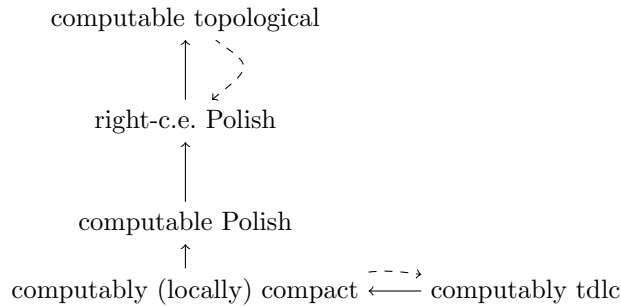 computable topological
right-c.e. Polish
computable Polish
computably (locally) compact
computably tdlc